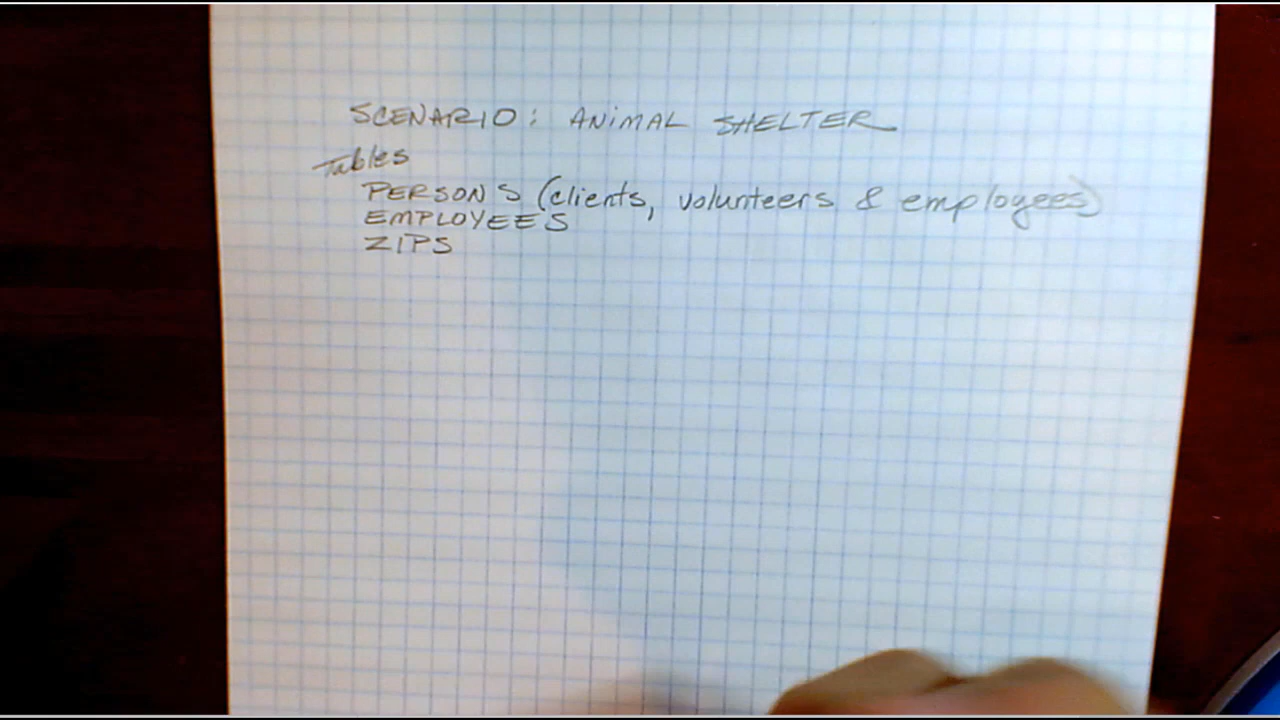 SCENARIO: ANIMAL SHELTER
Tables
PERSONS (clients, volunteers & employees)
EMPLOYEES
ZIPS